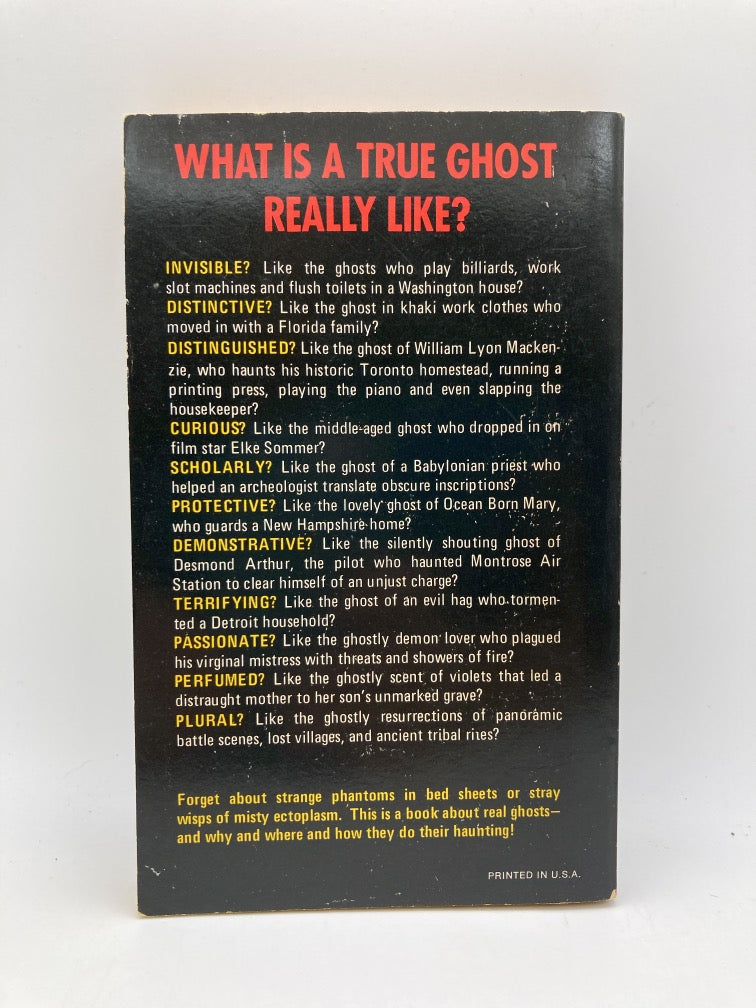 WHAT IS A TRUE GHOST
REALLY LIKE?
INVISIBLE? Like the ghosts who play billiards, work
slot machines and flush toilets in a Washington house?
DISTINCTIVE? Like the ghost in khaki work clothes who
moved in with a Florida family?
DISTINGUISHED? Like the ghost of William Lyon Macken-
zie, who haunts his historic Toronto homestead, running a
printing press, playing the piano and even slapping the
housekeeper?
CURIOUS? Like the middle-aged ghost who dropped in on
film star Elke Sommer?
SCHOLARLY? Like the ghost of a Babylonian priest who
helped an archeologist translate obscure inscriptions?
PROTECTIVE? Like the lovely ghost of Ocean Born Mary,
who guards a New Hampshire home?
DEMONSTRATIVE? Like the silently shouting ghost of
Desmond Arthur, the pilot who haunted Montrose Air
Station to clear himself of an unjust charge?
TERRIFYING? Like the ghost of an evil hag who tormen-
ted a Detroit household?
PASSIONATE? Like the ghostly demon lover who plagued
his virginal mistress with threats and showers of fire?
PERFUMED? Like the ghostly scent of violets that led a
distraught mother to her son's unmarked grave?
PLURAL? Like the ghostly resurrections of panoramic
battle scenes, lost villages, and ancient tribal rites?
Forget about strange phantoms in bed sheets or stray
wisps of misty ectoplasm. This is a book about real ghosts—
and why and where and how they do their haunting!
PRINTED IN U.S.A.